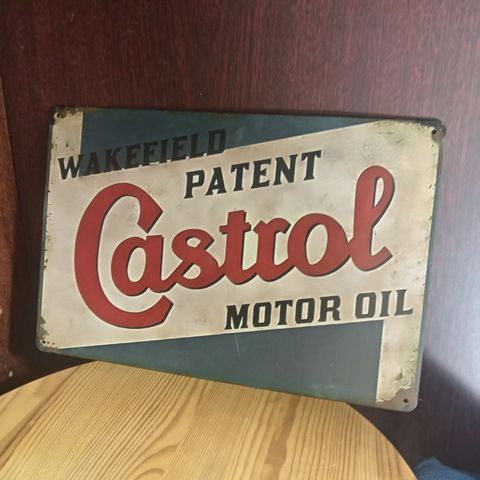 WAKEFIELD
PATENT
Castrol
MOTOR OIL